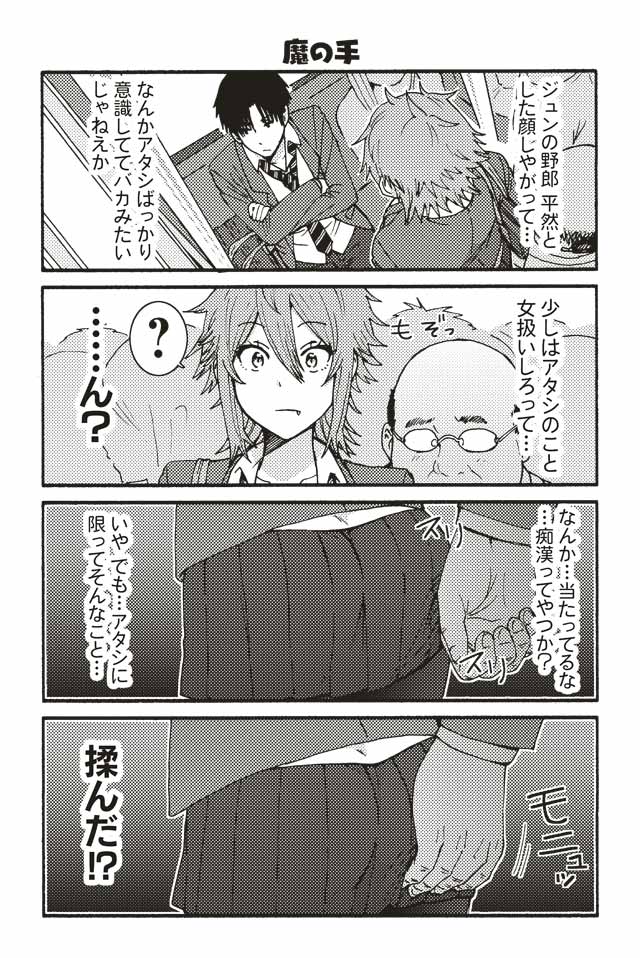 魔の手
ジュンの野郎 平然と
した顔しやがって…
なんかアタシばっかり
意識してて バカみたい
じゃねえか
少しはアタシのこと
女扱いしろって…
もぞっ
?
………ん?
なんか…当たってるな
…痴漢ってやつか?
スリ
スリ
いや でも…アタシに
限ってそんなこと…
モニュッ
揉んだ!?